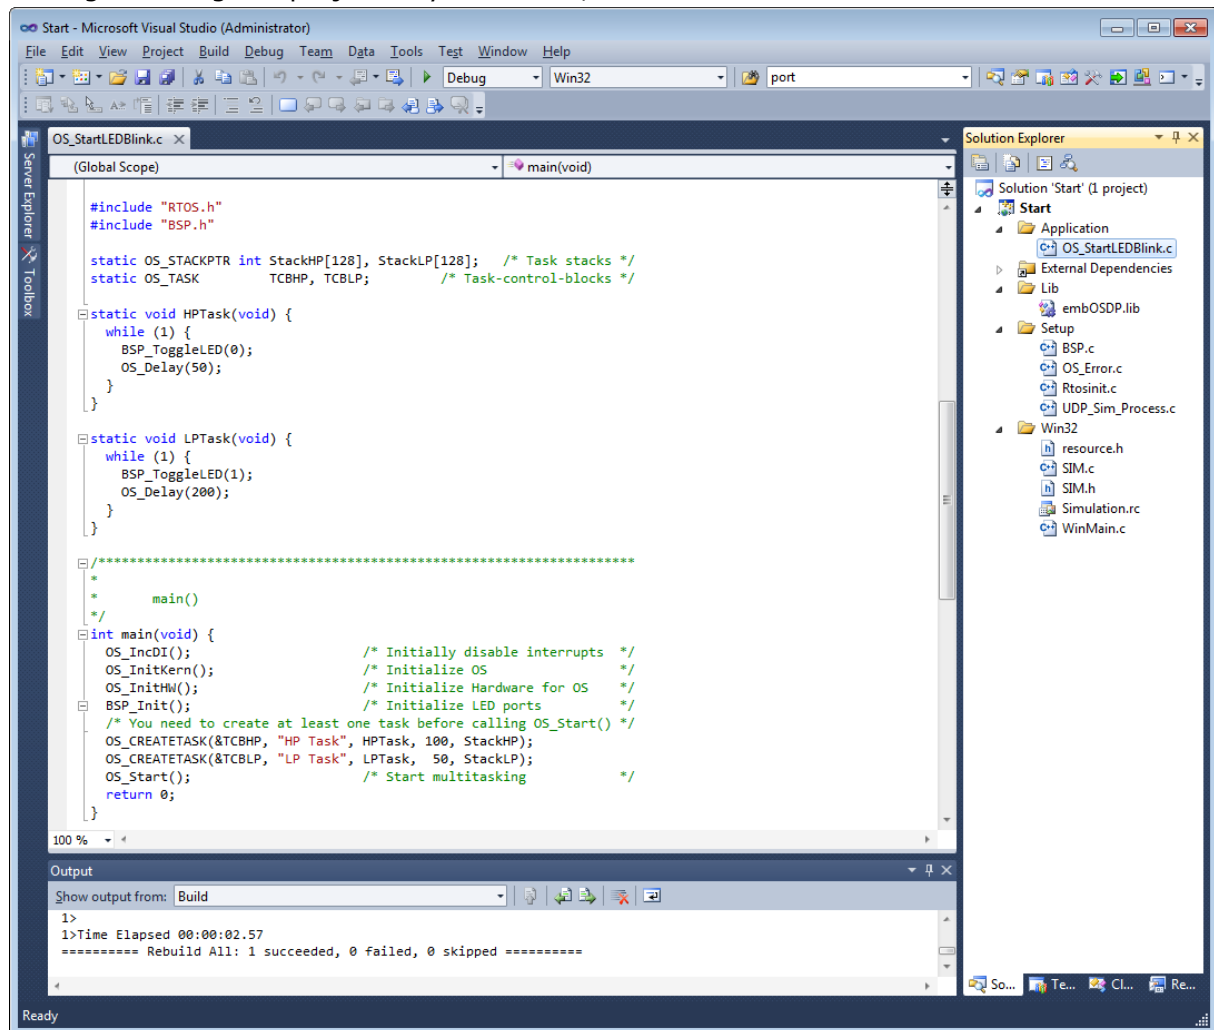 Start - Microsoft Visual Studio (Administrator)
File Edit View Project Build Debug Team Data Tools Test Window Help
Debug Win32 port
OS_StartLEDBlink.c
(Global Scope) main(void)
#include "RTOS.h"
#include "BSP.h"
static OS_STACKPTR int StackHP[128], StackLP[128]; /* Task stacks */
static OS_TASK TCBHP, TCBLP; /* Task-control-blocks */
static void HPTask(void) {
while (1) {
BSP_ToggleLED(0);
OS_Delay(50);
}
}
static void LPTask(void) {
while (1) {
BSP_ToggleLED(1);
OS_Delay(200);
}
}
/*********************************************************************
*
* main()
*/
int main(void) {
OS_IncDI(); /* Initially disable interrupts */
OS_InitKern(); /* Initialize OS */
OS_InitHW(); /* Initialize Hardware for OS */
BSP_Init(); /* Initialize LED ports */
/* You need to create at least one task before calling OS_Start() */
OS_CREATETASK(&TCBHP, "HP Task", HPTask, 100, StackHP);
OS_CREATETASK(&TCBLP, "LP Task", LPTask, 50, StackLP);
OS_Start(); /* Start multitasking */
return 0;
}
100 %
Output
Show output from: Build
1>
1>Time Elapsed 00:00:02.57
========== Rebuild All: 1 succeeded, 0 failed, 0 skipped ==========
Ready
Server Explorer
Toolbox
Solution Explorer
Solution 'Start' (1 project)
Start
Application
OS_StartLEDBlink.c
External Dependencies
Lib
embOSDP.lib
Setup
BSP.c
OS_Error.c
Rtosinit.c
UDP_Sim_Process.c
Win32
resource.h
SIM.c
SIM.h
Simulation.rc
WinMain.c
So... Te... Cl... Re...